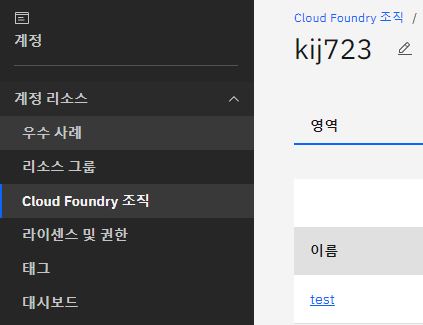 계정
계정 리소스
우수 사례
리소스 그룹
Cloud Foundry 조직
라이센스 및 권한
태그
대시보드
Cloud Foundry 조직 /
kij723
영역
이름
test